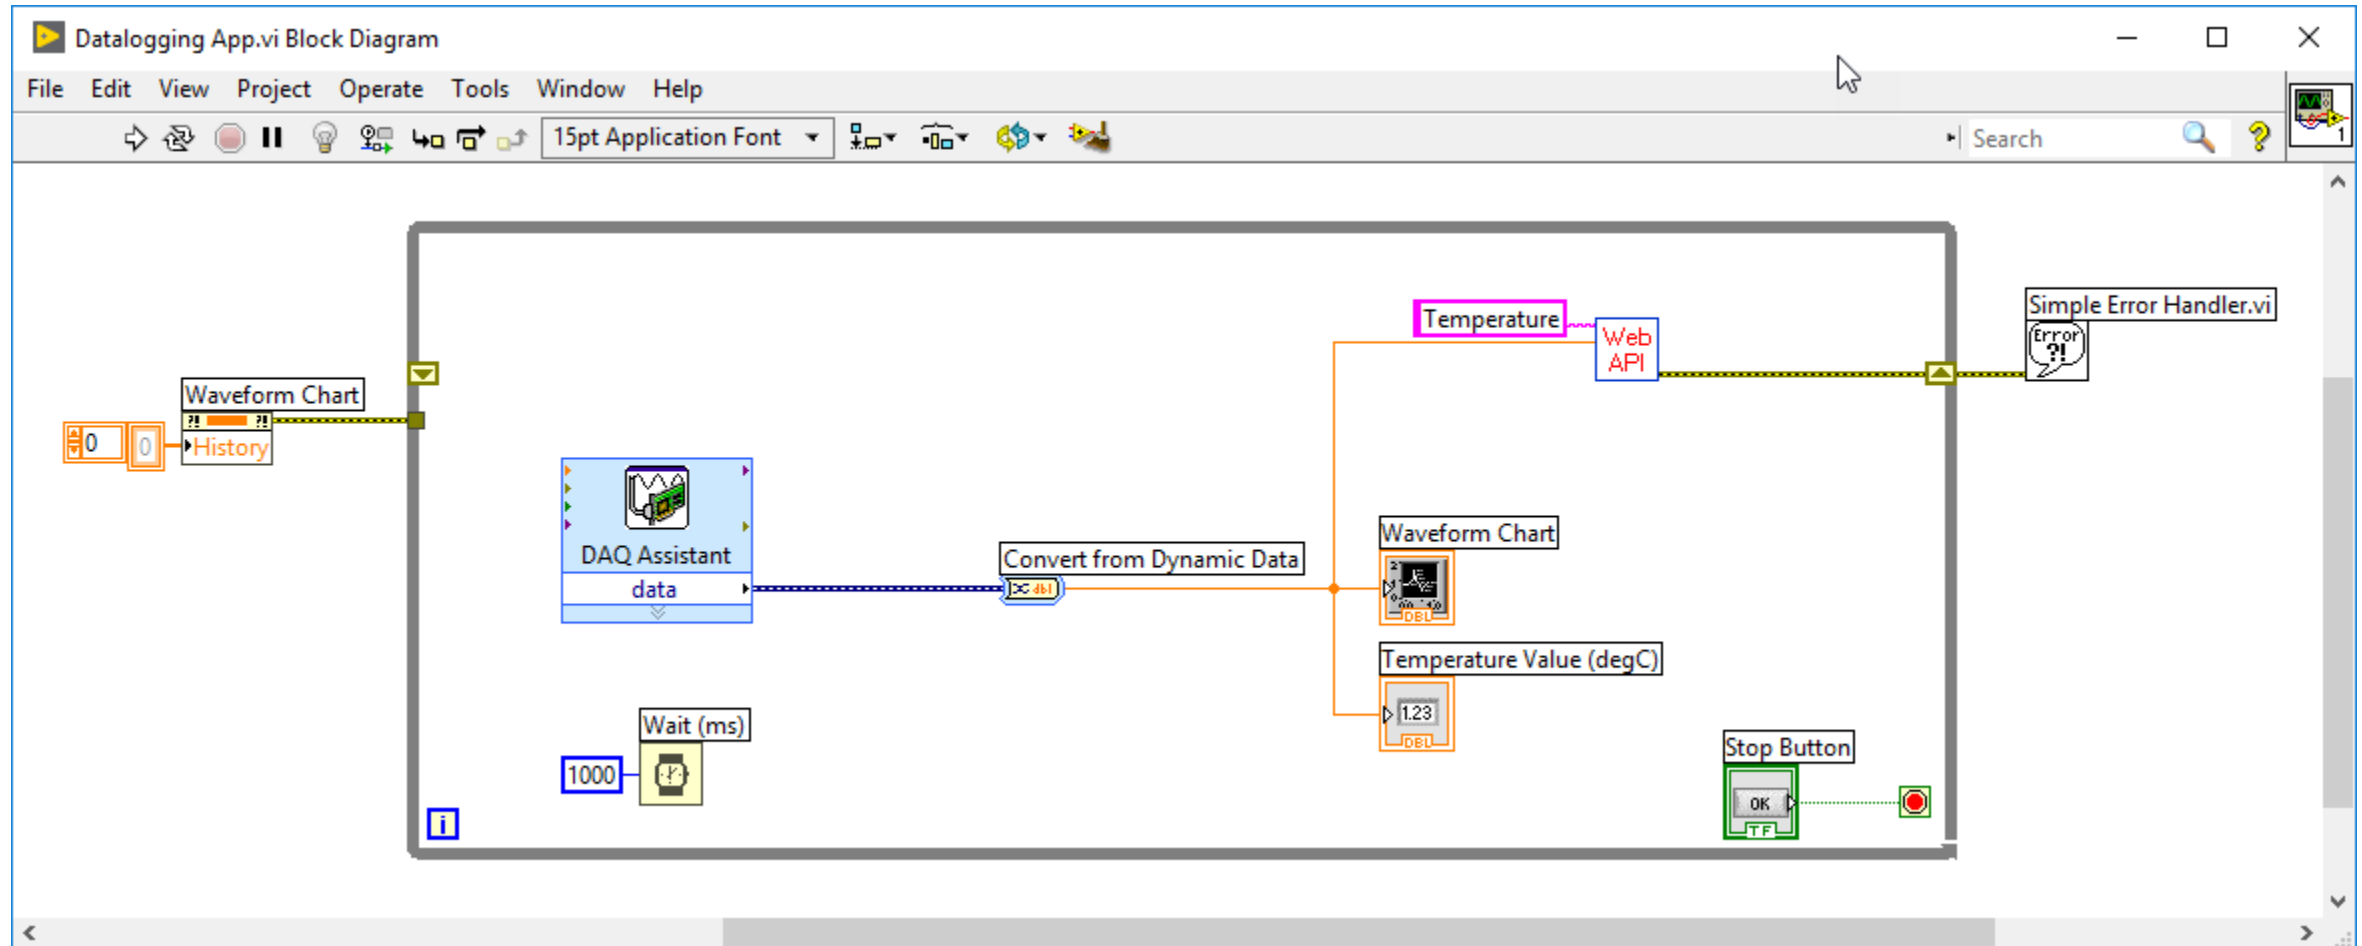 Datalogging App.vi Block Diagram
File Edit View Project Operate Tools Window Help
15pt Application Font
Search
1
Simple Error Handler.vi
Error
?!
Temperature
Web
API
Waveform Chart
?! ?!
0 0 History
DAQ Assistant
data
Convert from Dynamic Data
dbl
Waveform Chart
DBL
Temperature Value (degC)
1.23
DBL
Wait (ms)
1000
Stop Button
OK
TF
i